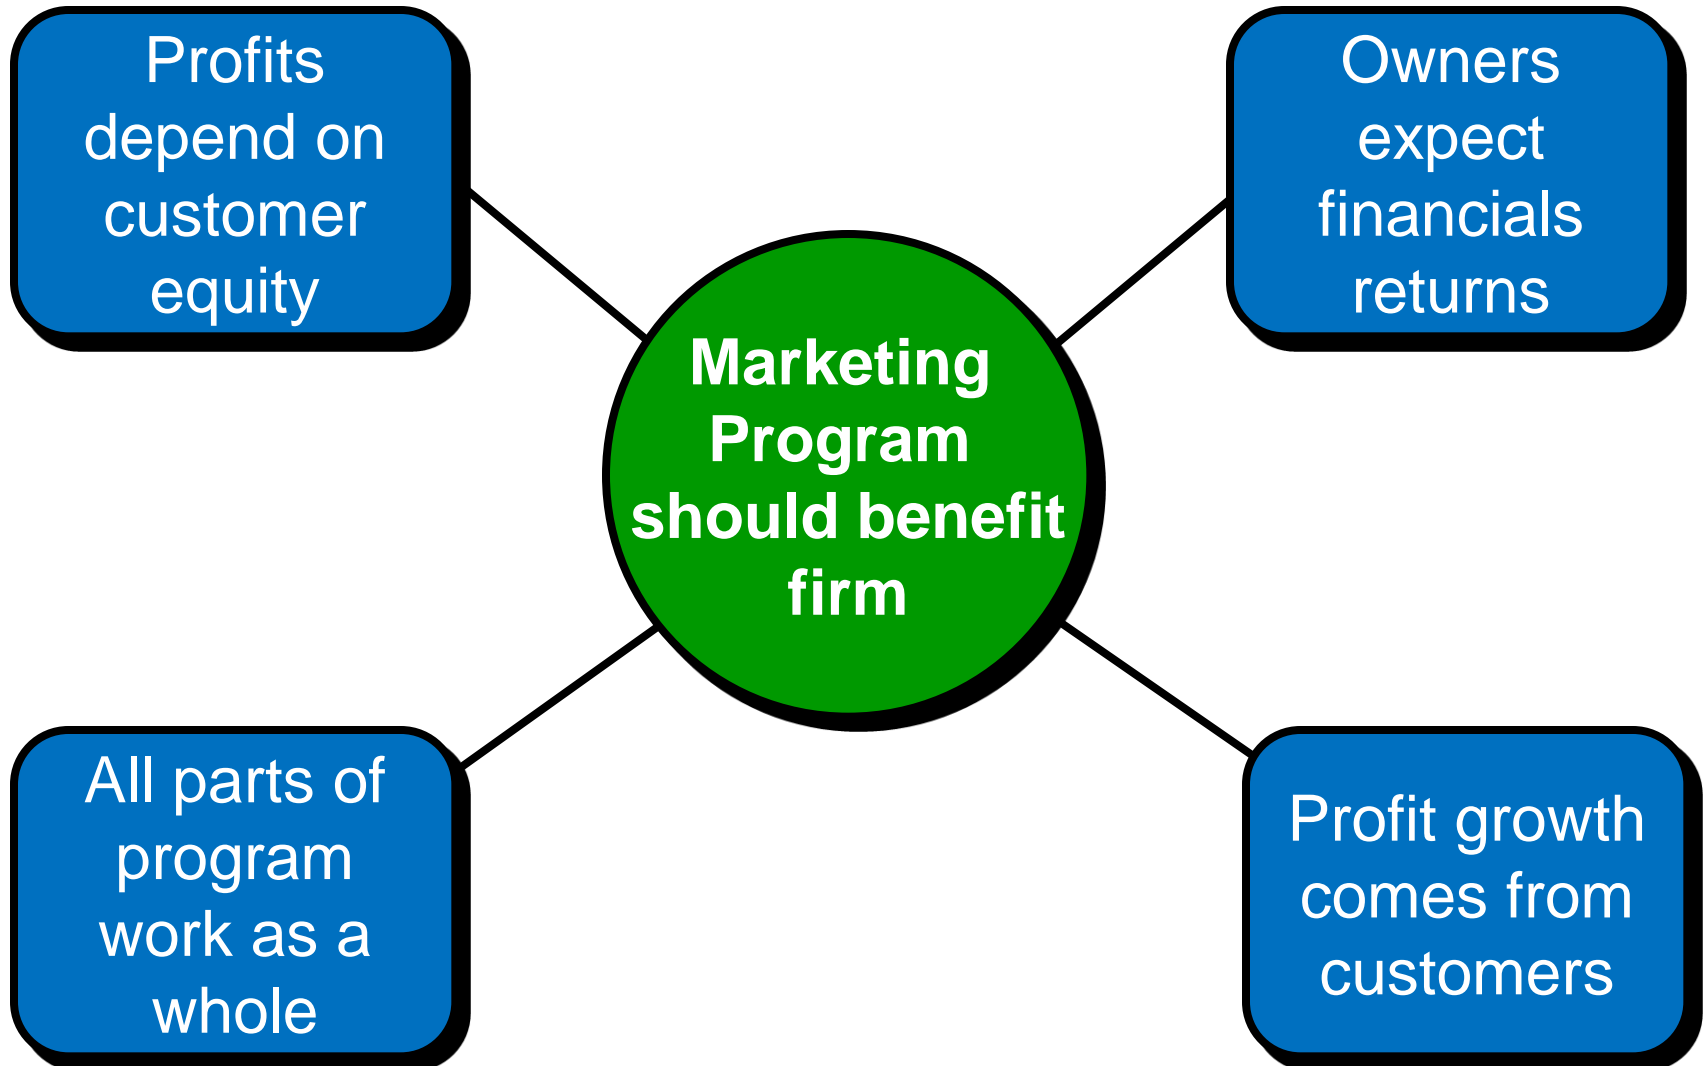 Profits
depend on
customer
equity
Owners
expect
financials
returns
Marketing
Program
should benefit
firm
All parts of
program
work as a
whole
Profit growth
comes from
customers